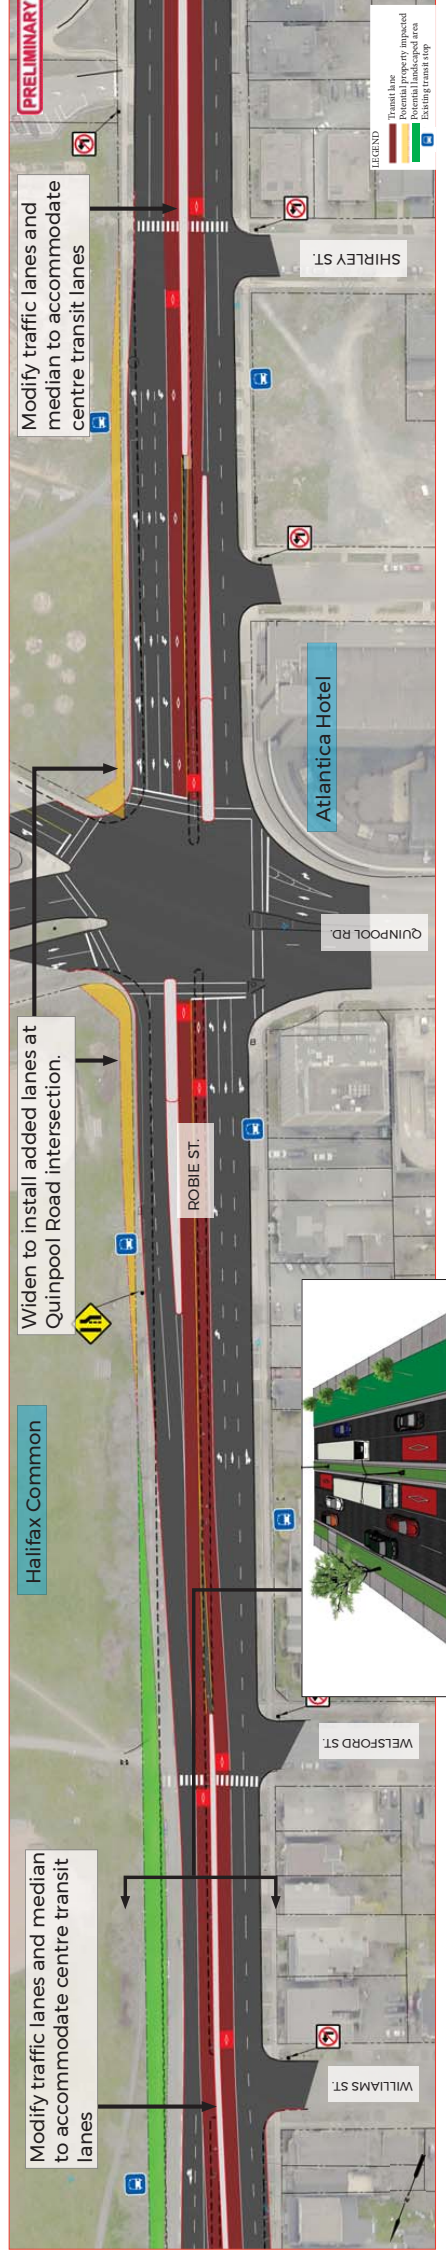 PRELIMINARY
Modify traffic lanes and
median to accommodate
centre transit lanes
LEGEND
Transit lane
Potential property impacted
Potential landscaped area
Existing transit stop
SHIRLEY ST.
Atlantica Hotel
QUINPOOL RD.
Widen to install added lanes at
Quinpool Road intersection.
ROBIE ST.
Halifax Common
WELSFORD ST.
Modify traffic lanes and median
to accommodate centre transit
lanes
WILLIAMS ST.